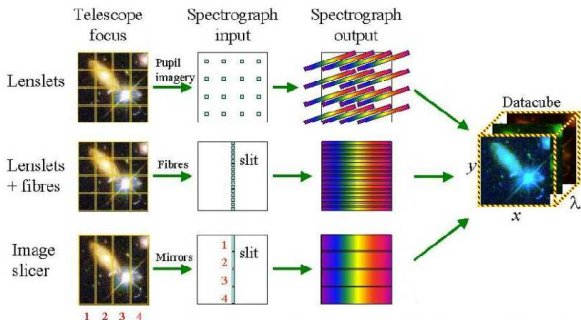 Telescope focus
Spectrograph input
Spectrograph output
Lenslets
Pupil imagery
Datacube
Lenslets + fibres
Fibres
slit
y
x
λ
Image slicer
Mirrors
1
2
3
4
slit
1 2 3 4